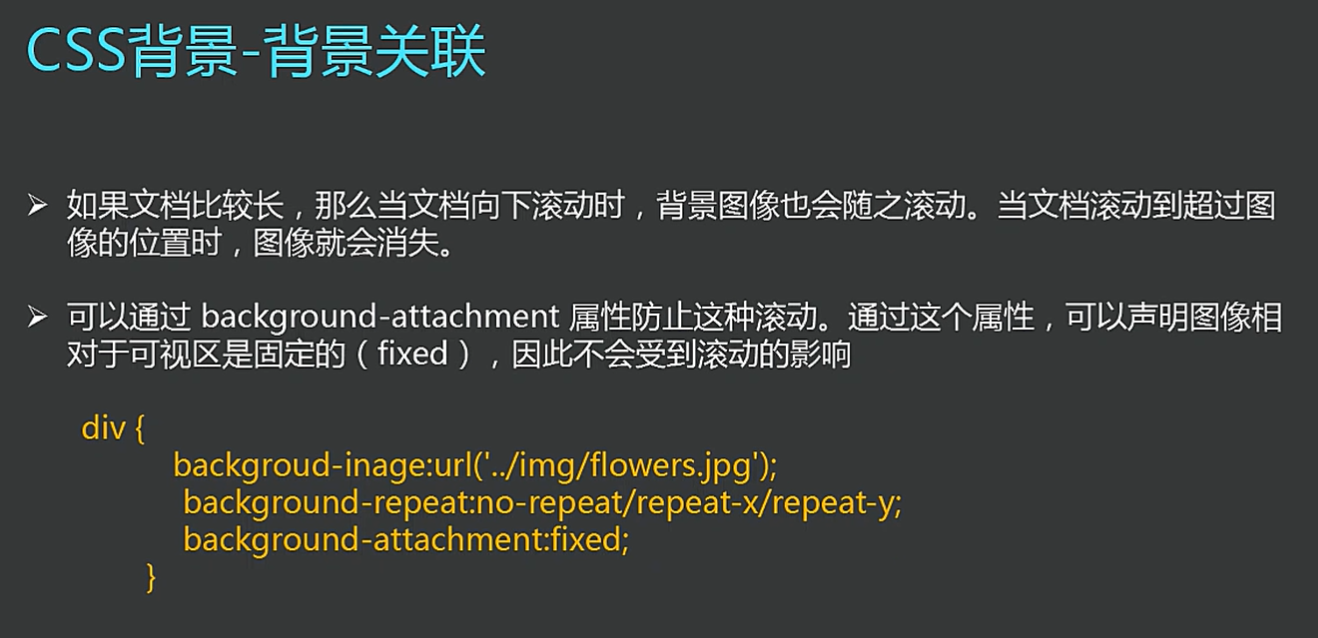 CSS背景-背景关联
➢ 如果文档比较长，那么当文档向下滚动时，背景图像也会随之滚动。当文档滚动到超过图
像的位置时，图像就会消失。
➢ 可以通过 background-attachment 属性防止这种滚动。通过这个属性，可以声明图像相
对于可视区是固定的（ fixed ），因此不会受到滚动的影响
div {
backgroud-inage:url('../img/flowers.jpg');
background-repeat:no-repeat/repeat-x/repeat-y;
background-attachment:fixed;
}